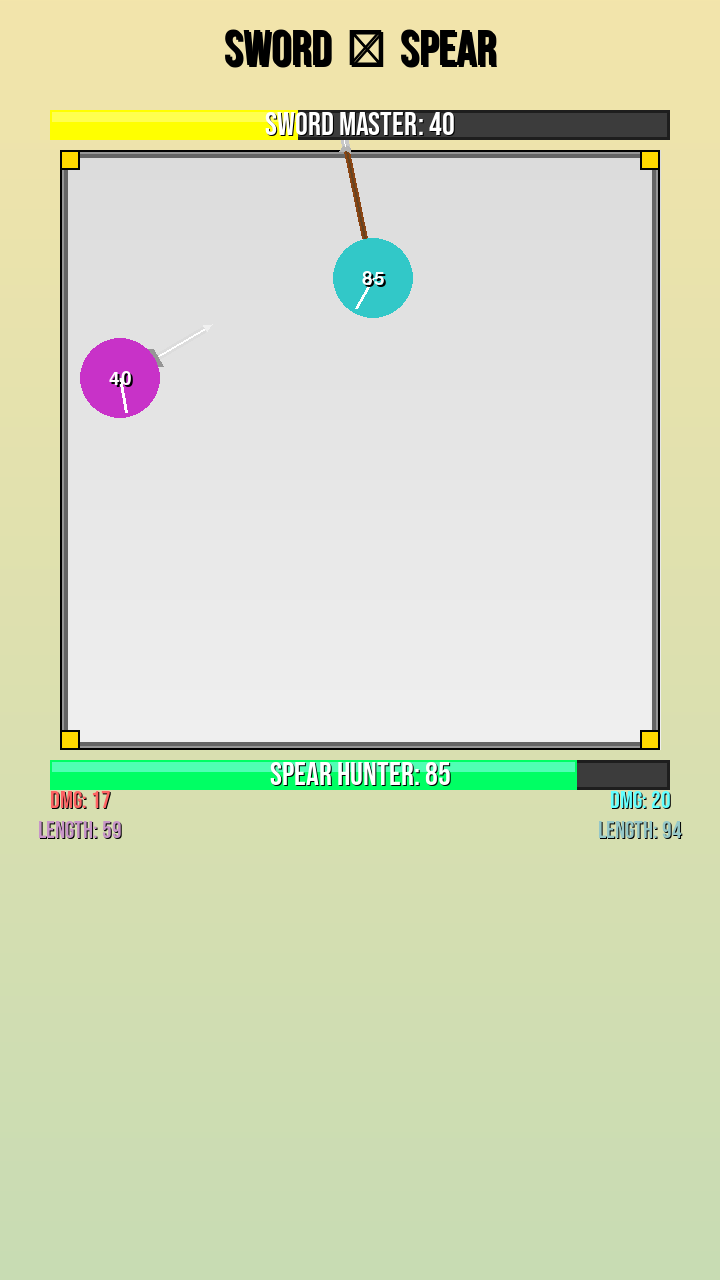 SWORD ☒ SPEAR
SWORD MASTER: 40
85
40
SPEAR HUNTER: 85
DMG: 17
DMG: 20
LENGTH: 59
LENGTH: 94